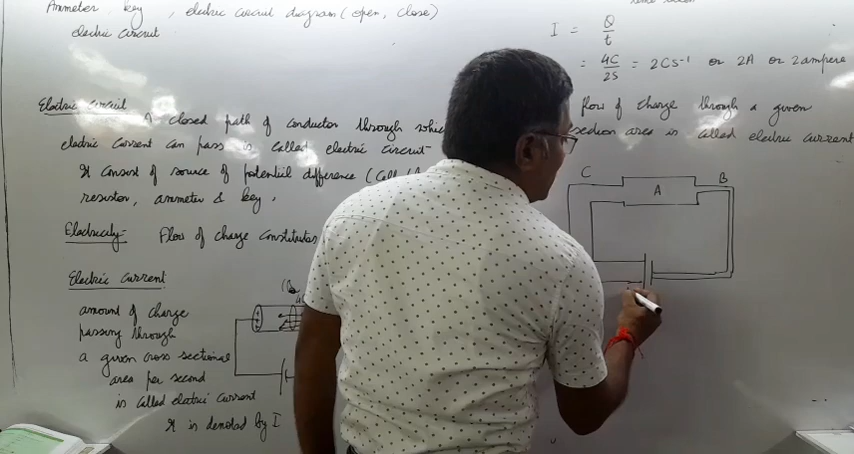 Ammeter, key, electric circuit diagram (open, close)
electric circuit
Electric circuit A closed path of conductor through
electric current can pass is called electric circuit
It consist of source of potential difference (Cell
resistor, ammeter & key.
Electricity- Flow of charge constitutes
Electric Current
amount of charge
passing through
a given cross sectional
area per second
is called electric current
It is denoted by I
I = Q
t
= 4C = 2Cs⁻¹ or 2A or 2 ampere
2S
flow of charge through a given
section area is called electric current
C B
A